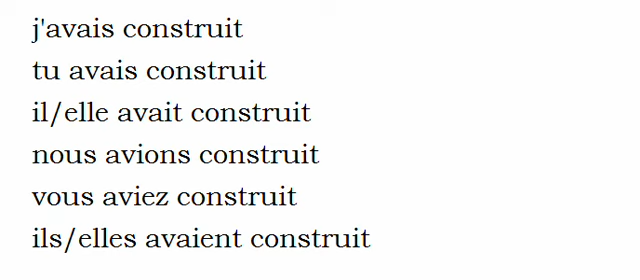 j'avais construit
tu avais construit
il/elle avait construit
nous avions construit
vous aviez construit
ils/elles avaient construit